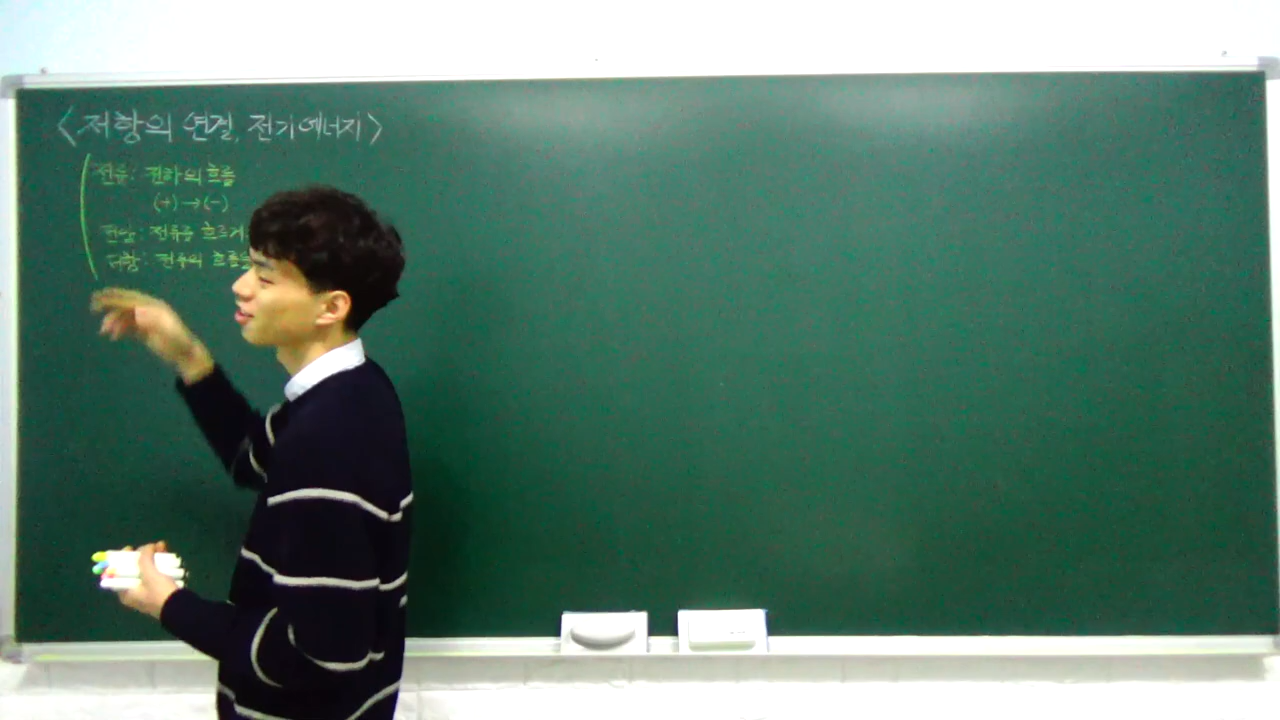 <저항의 연결, 전기에너지>
전류: 전하의 흐름
(+)→(-)
전압: 전류를 흐르게
저항: 전류의 흐름을